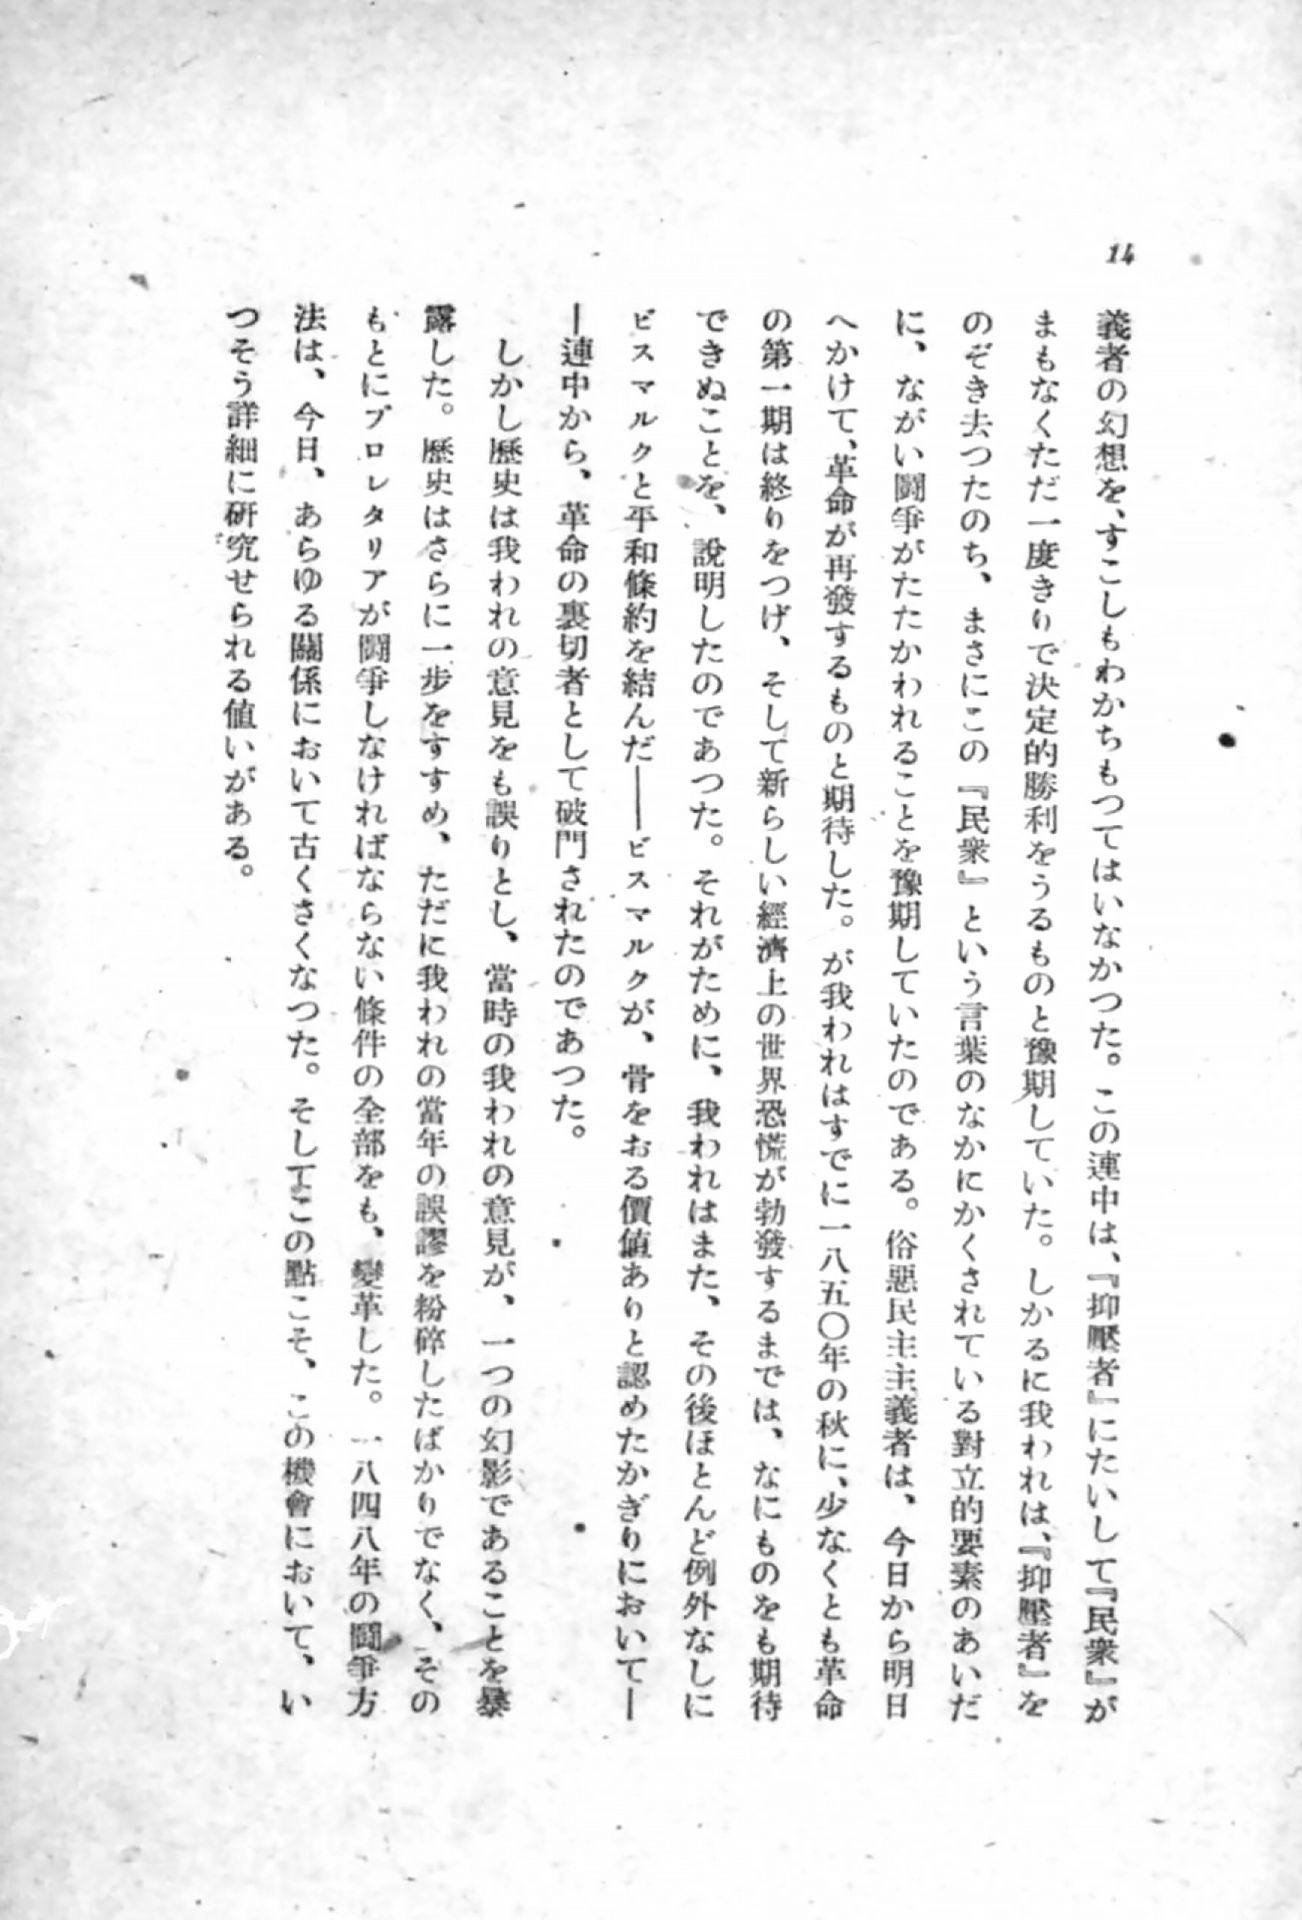 14
義者の幻想を、すこしもわかちもつてはいなかつた。この連中は、『抑壓者』にたいして『民衆』が
まもなくただ一度きりで決定的勝利をうるものと豫期していた。しかるに我われは、『抑壓者』を
のぞき去つたのち、まさにこの『民衆』という言葉のなかにかくされている對立的要素のあいだ
に、ながい鬪爭がたたかわれることを豫期していたのである。俗惡民主主義者は、今日から明日
へかけて、革命が再發するものと期待した。が我われはすでに一八五〇年の秋に、少なくとも革命
の第一期は終りをつげ、そして新らしい經濟上の世界恐慌が勃發するまでは、なにものをも期待
できぬことを、說明したのであつた。それがために、我われはまた、その後ほとんど例外なしに
ビスマルクと平和條約を結んだ――ビスマルクが、骨をおる價値ありと認めたかぎりにおいて―
―連中から、革命の裏切者として破門されたのであつた。
しかし歷史は我われの意見をも誤りとし、當時の我われの意見が、一つの幻影であることを暴
露した。歷史はさらに一步をすすめ、ただに我われの當年の誤謬を粉碎したばかりでなく、その
もとにプロレタリアが鬪爭しなければならない條件の全部をも、變革した。一八四八年の鬪爭方
法は、今日、あらゆる關係において古くさくなつた。そしてこの點こそ、この機會において、い
つそう詳細に硏究せられる値いがある。